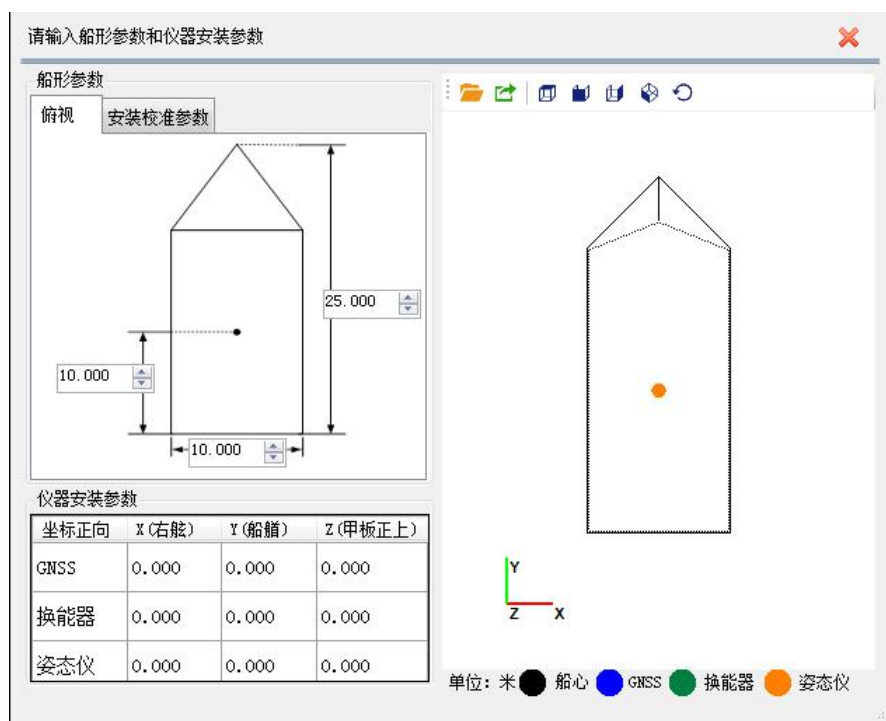 请输入船形参数和仪器安装参数
船形参数
俯视
安装校准参数
25.000
10.000
10.000
仪器安装参数
坐标正向 X(右舷) Y(船艏) Z(甲板正上)
GNSS 0.000 0.000 0.000
换能器 0.000 0.000 0.000
姿态仪 0.000 0.000 0.000
Y
Z X
单位：米 船心 GNSS 换能器 姿态仪